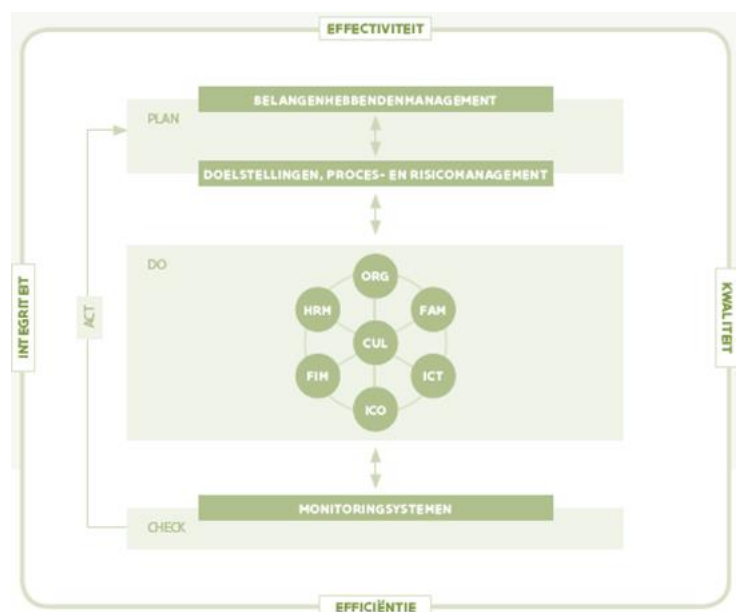 EFFECTIVITEIT
BELANGENHEBBENDENMANAGEMENT
PLAN
DOELSTELLINGEN, PROCES- EN RISICOMANAGEMENT
DO
ORG
HRM
FAM
CUL
FIM
ICT
ICO
INTEGRITEIT
ACT
KWALITEIT
MONITORINGSYSTEMEN
CHECK
EFFICIËNTIE